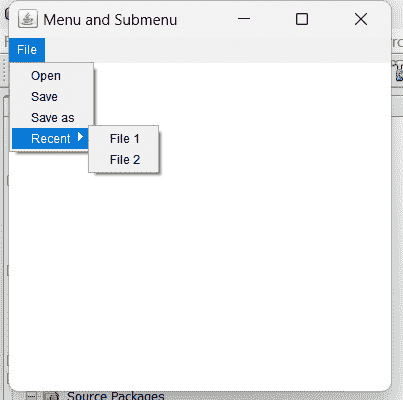 Menu and Submenu
File
Open
Save
Save as
Recent
File 1
File 2
Source Packages